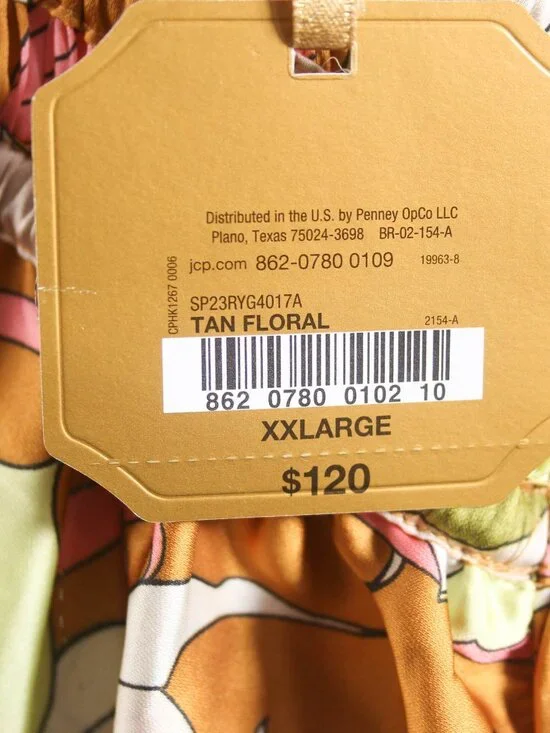 Distributed in the U.S. by Penney OpCo LLC
Plano, Texas 75024-3698 BR-02-154-A
jcp.com 862-0780 0109 19963-8
CPHK1267 0006
SP23RYG4017A
TAN FLORAL 2154-A
862 0780 0102 10
XXLARGE
$120